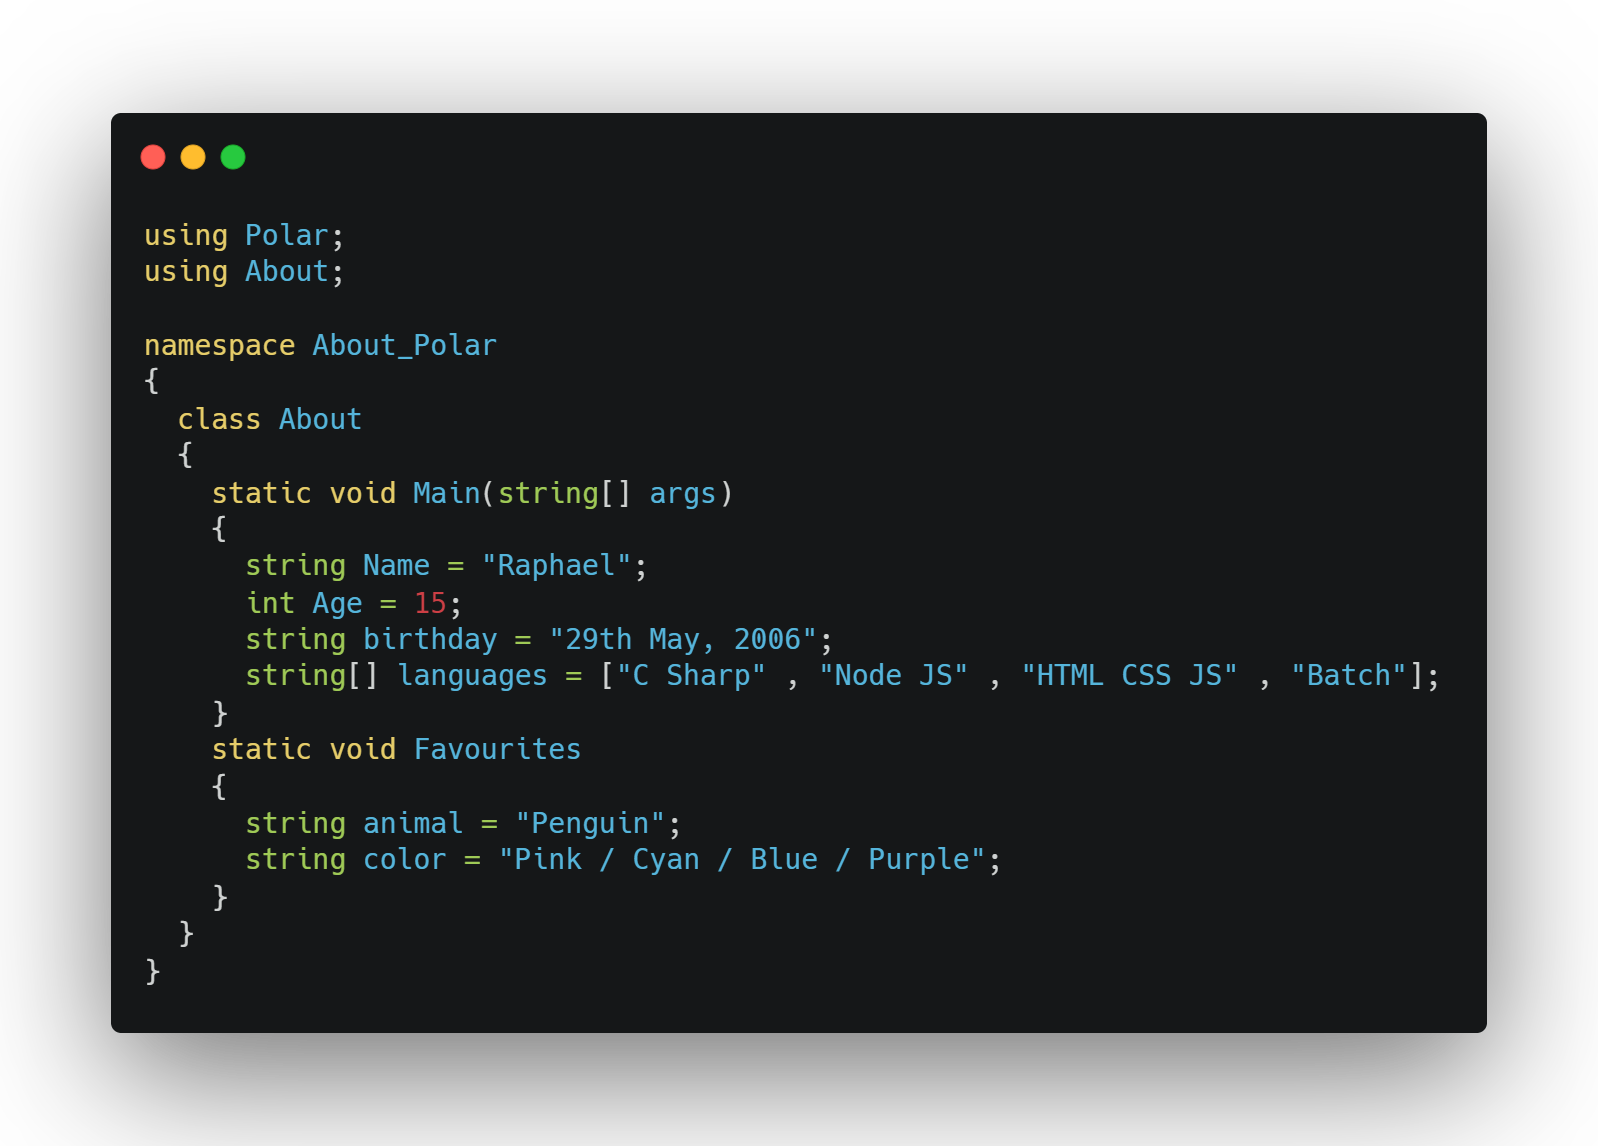 using Polar;
using About;
namespace About_Polar
{
class About
{
static void Main(string[] args)
{
string Name = "Raphael";
int Age = 15;
string birthday = "29th May, 2006";
string[] languages = ["C Sharp" , "Node JS" , "HTML CSS JS" , "Batch"];
}
static void Favourites
{
string animal = "Penguin";
string color = "Pink / Cyan / Blue / Purple";
}
}
}